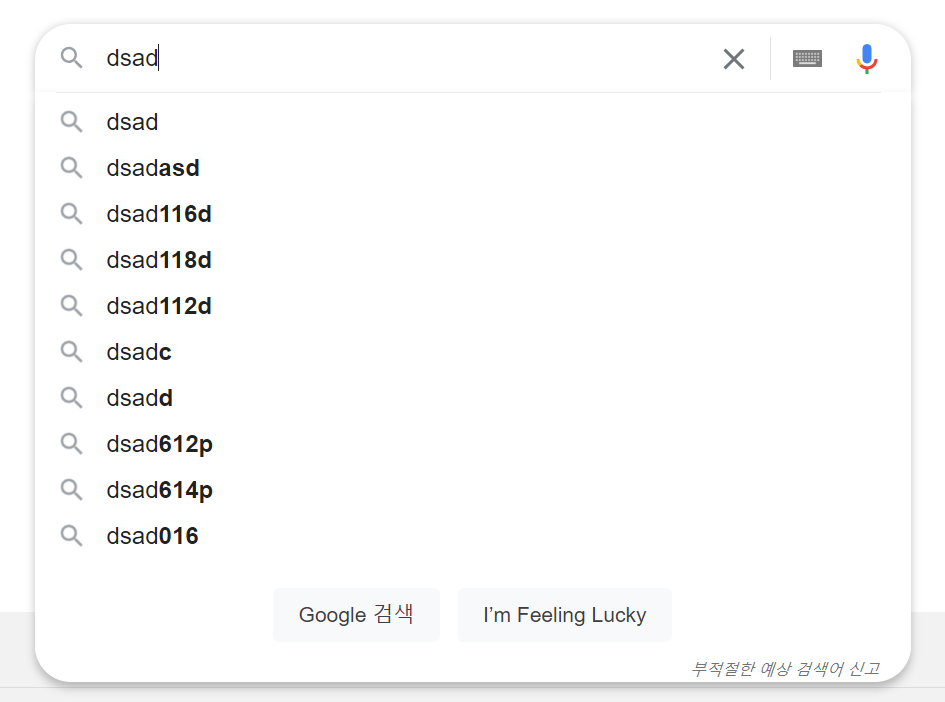 dsad
dsad
dsadasd
dsad116d
dsad118d
dsad112d
dsadc
dsadd
dsad612p
dsad614p
dsad016
Google 검색
I’m Feeling Lucky
부적절한 예상 검색어 신고